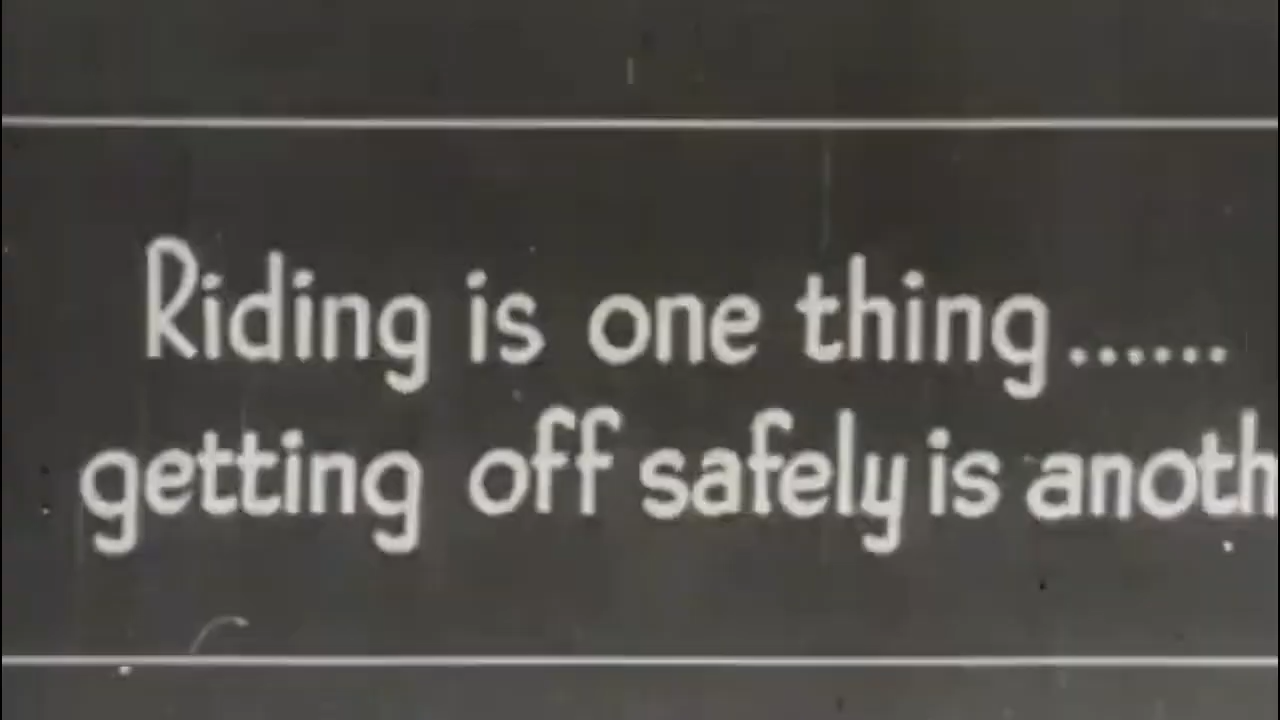 Riding is one thing......
getting off safely is anoth